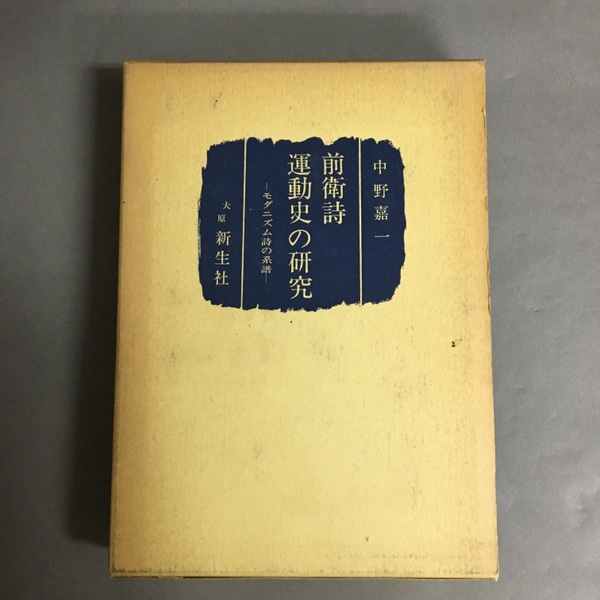 中野嘉一
前衛詩
運動史の研究
―モダニズム詩の系譜―
大原 新生社